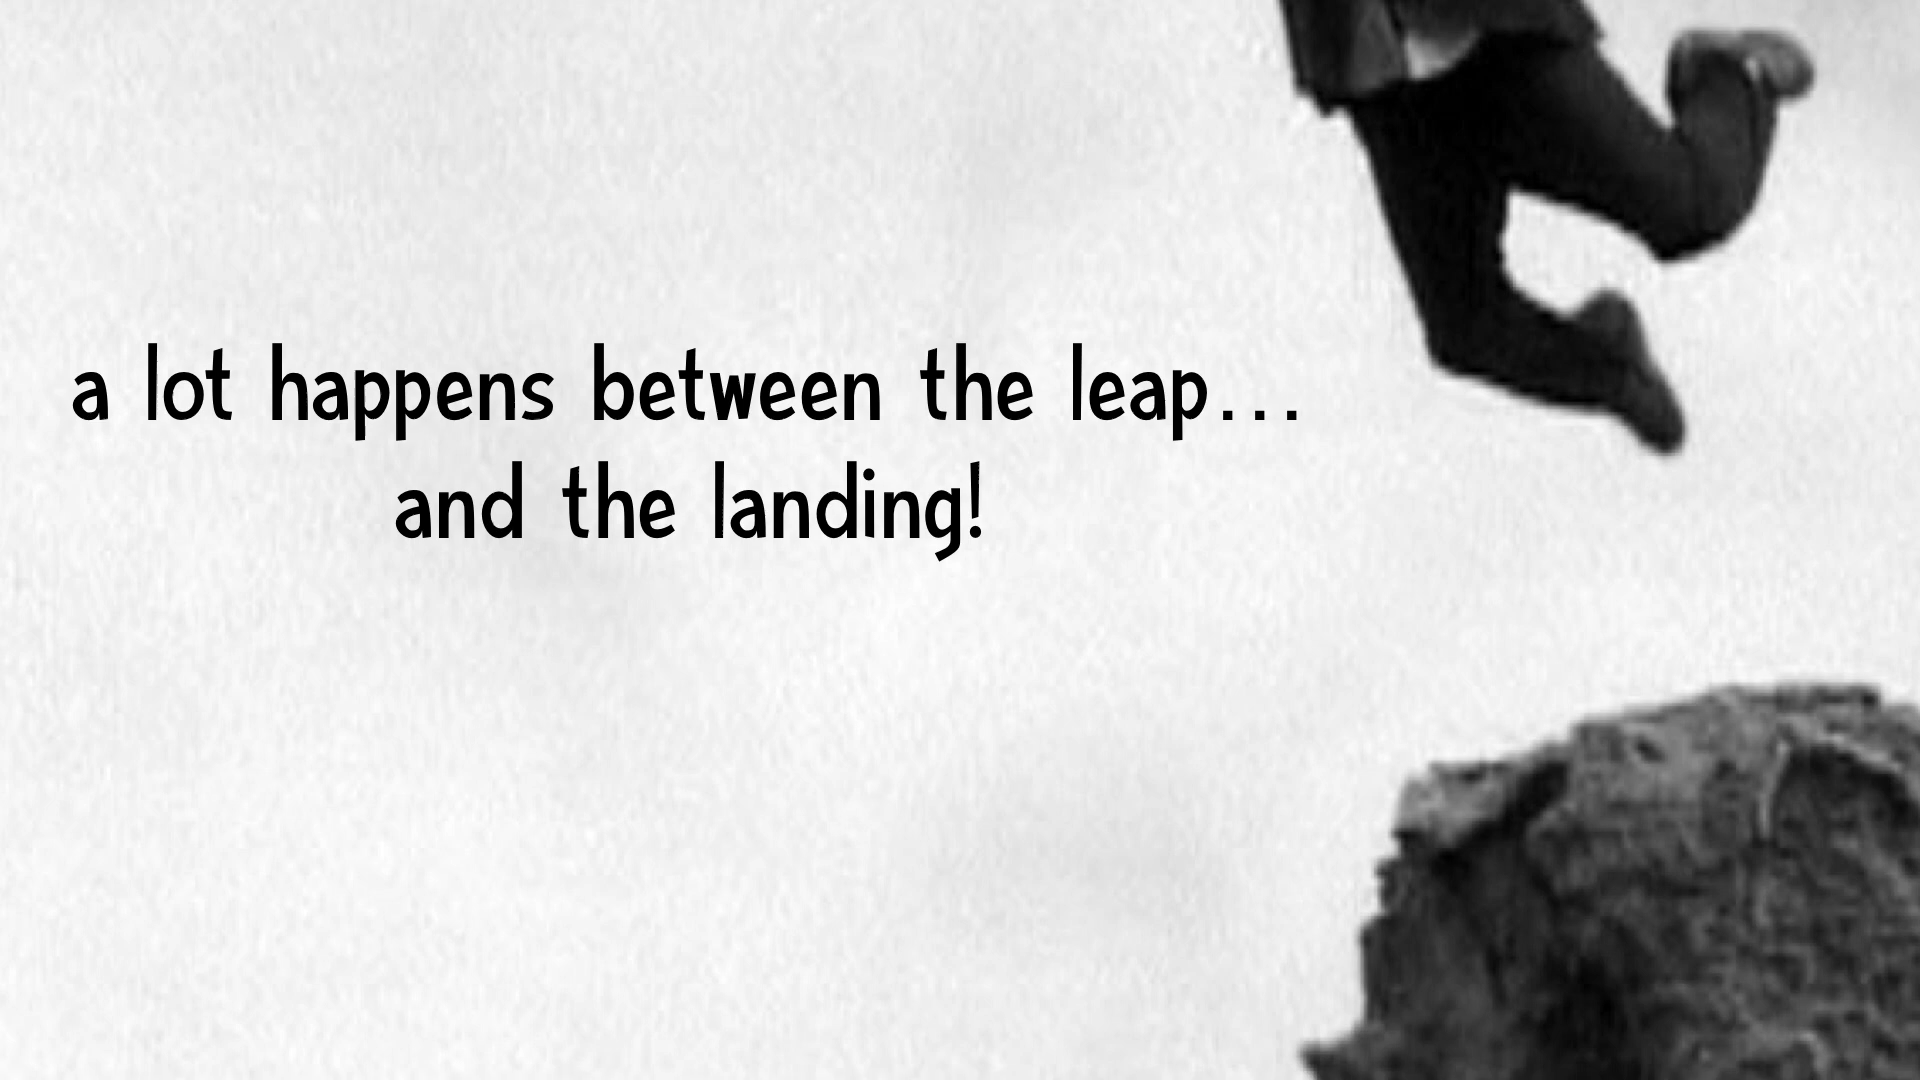 a lot happens between the leap...
and the landing!